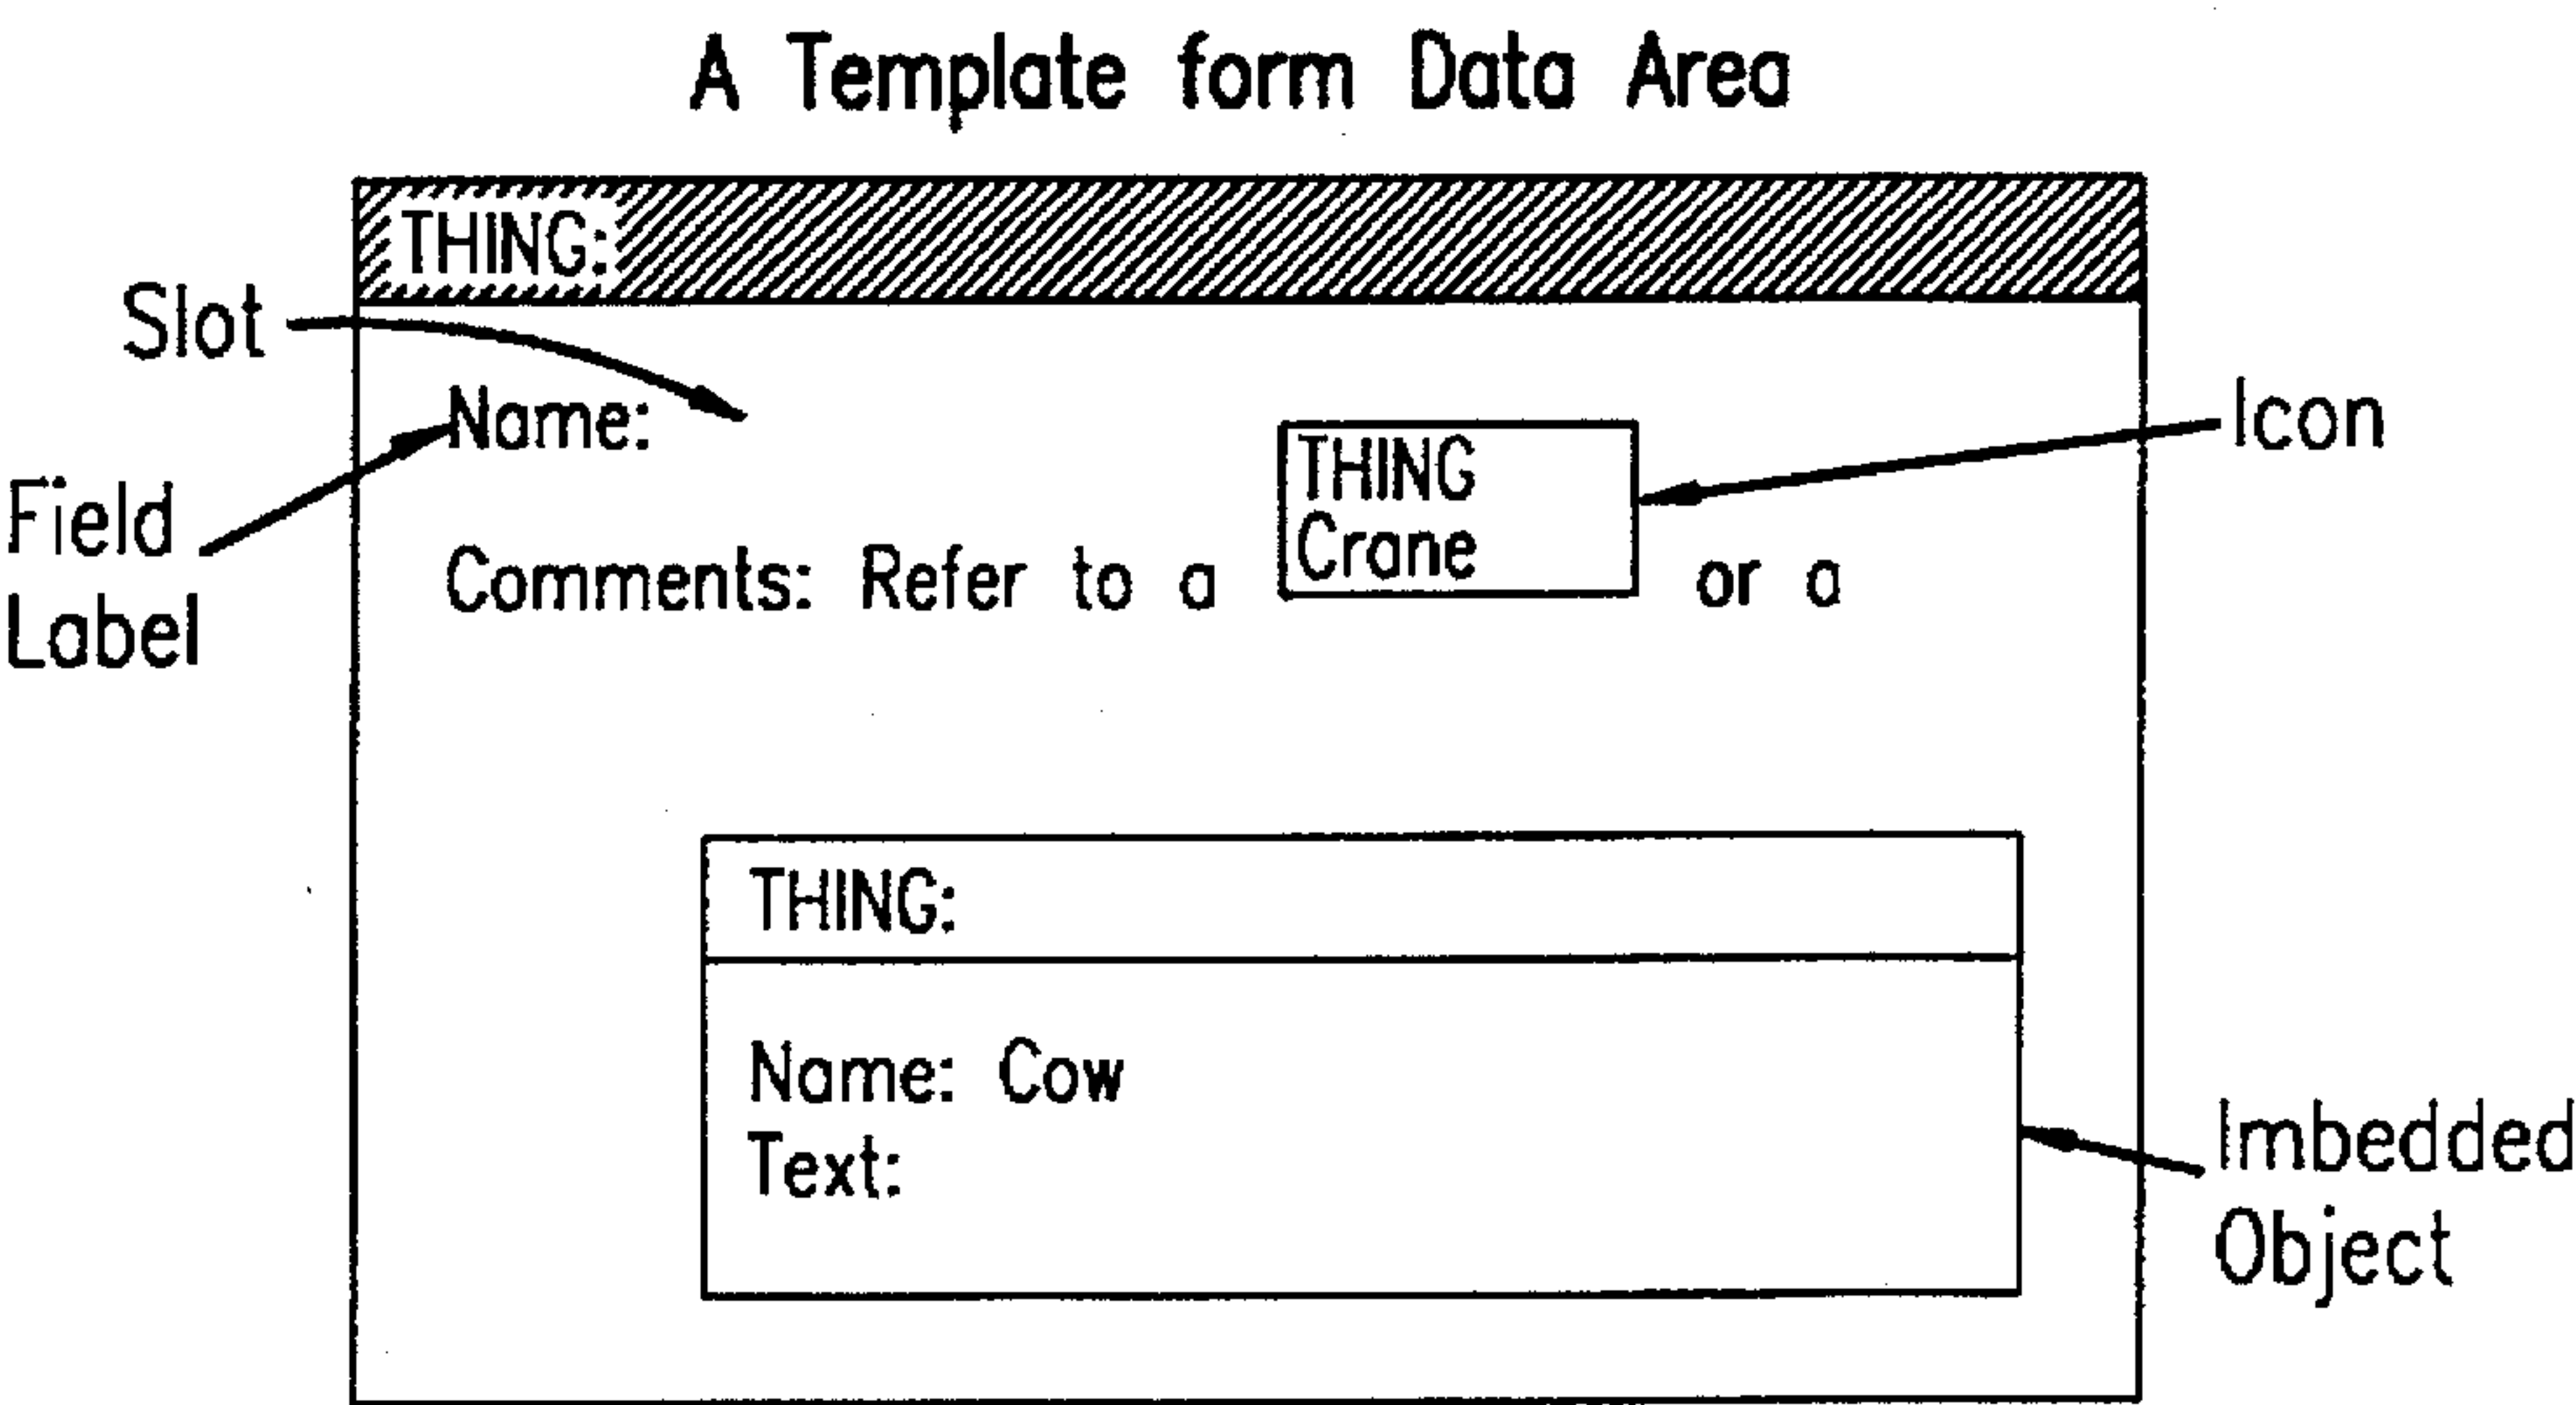 A Template form Data Area
THING:
Slot
Name:
Icon
Field
Label
THING
Crane
Comments: Refer to a
or a
THING:
Name: Cow
Text:
Imbedded
Object